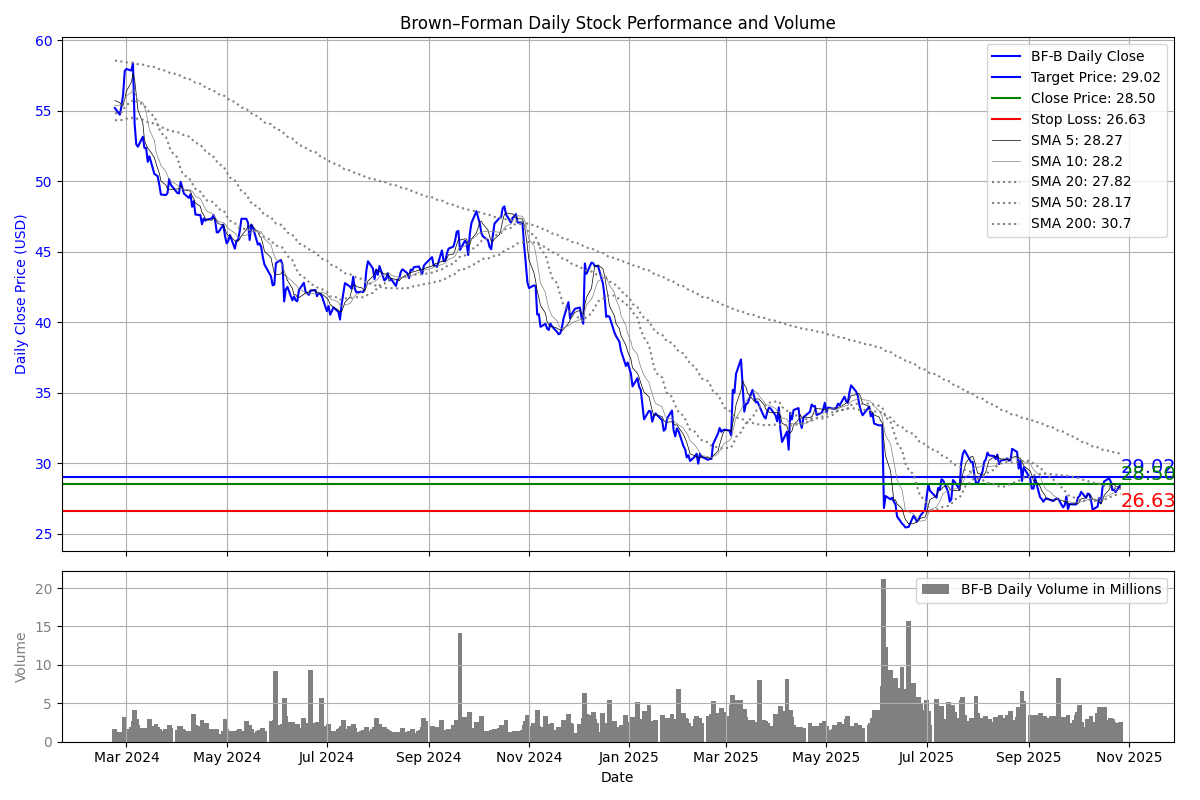 Brown–Forman Daily Stock Performance and Volume
60
55
50
45
40
35
30
25
Daily Close Price (USD)
BF-B Daily Close
Target Price: 29.02
Close Price: 28.50
Stop Loss: 26.63
SMA 5: 28.27
SMA 10: 28.2
SMA 20: 27.82
SMA 50: 28.17
SMA 200: 30.7
29.02
28.50
26.63
20
15
10
5
0
Volume
BF-B Daily Volume in Millions
Mar 2024 May 2024 Jul 2024 Sep 2024 Nov 2024 Jan 2025 Mar 2025 May 2025 Jul 2025 Sep 2025 Nov 2025
Date